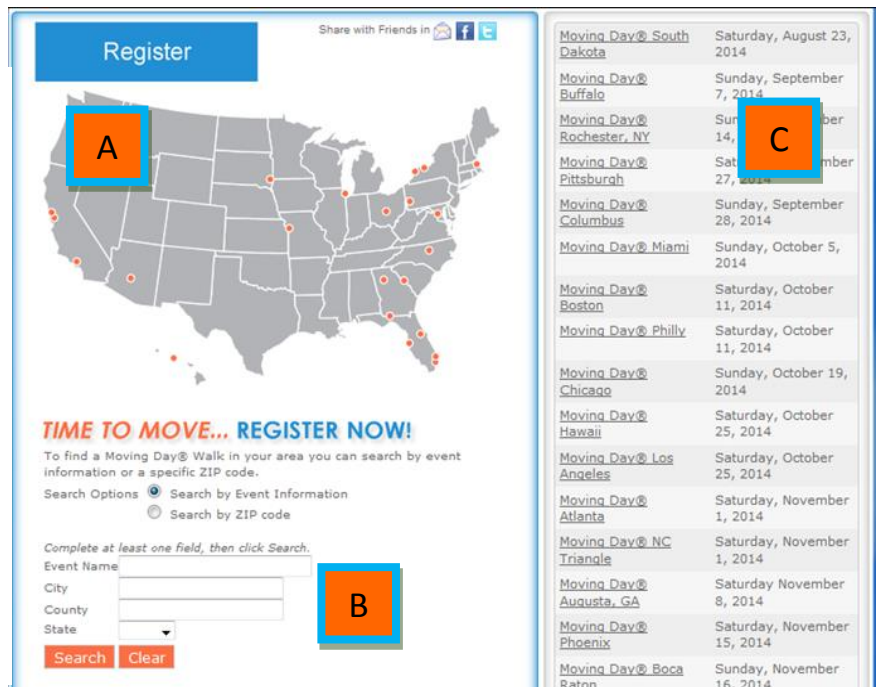 Share with Friends in
Register
A
TIME TO MOVE... REGISTER NOW!
To find a Moving Day® Walk in your area you can search by event
information or a specific ZIP code.
Search Options Search by Event Information
Search by ZIP code
Complete at least one field, then click Search.
Event Name
City
County
State
B
Search Clear
Moving Day® South Saturday, August 23,
Dakota 2014
Moving Day® Sunday, September
Buffalo 7, 2014
Moving Day®
Rochester, NY 14,
C
Moving Day®
Pittsburgh 27, 2014
Moving Day® Sunday, September
Columbus 28, 2014
Moving Day® Miami Sunday, October 5,
2014
Moving Day® Saturday, October
Boston 11, 2014
Moving Day® Philly Saturday, October
11, 2014
Moving Day® Sunday, October 19,
Chicago 2014
Moving Day® Saturday, October
Hawaii 25, 2014
Moving Day® Los Saturday, October
Angeles 25, 2014
Moving Day® Saturday, November
Atlanta 1, 2014
Moving Day® NC Saturday, November
Triangle 1, 2014
Moving Day® Saturday November
Augusta, GA 8, 2014
Moving Day® Saturday, November
Phoenix 15, 2014
Moving Day® Boca Sunday, November
Raton 16, 2014